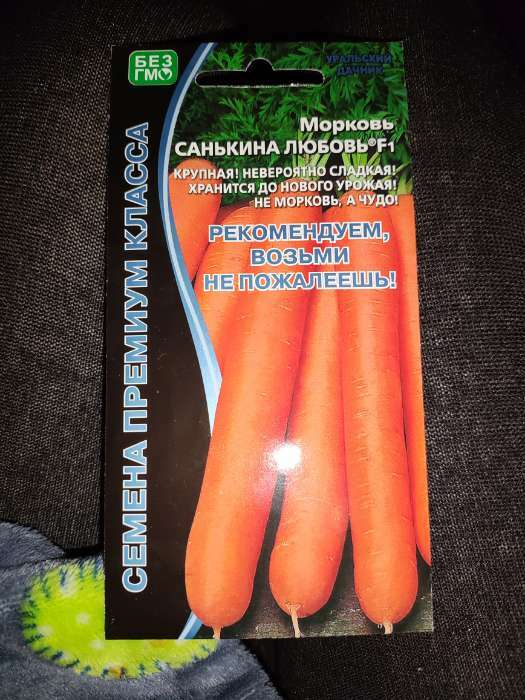 БЕЗ
ГМО
УРАЛЬСКИЙ
ДАЧНИК
Морковь
САНЬКИНА ЛЮБОВЬ®F1
КРУПНАЯ! НЕВЕРОЯТНО СЛАДКАЯ!
ХРАНИТСЯ ДО НОВОГО УРОЖАЯ!
НЕ МОРКОВЬ, А ЧУДО!
РЕКОМЕНДУЕМ,
ВОЗЬМИ
НЕ ПОЖАЛЕЕШЬ!
СЕМЕНА ПРЕМИУМ КЛАССА